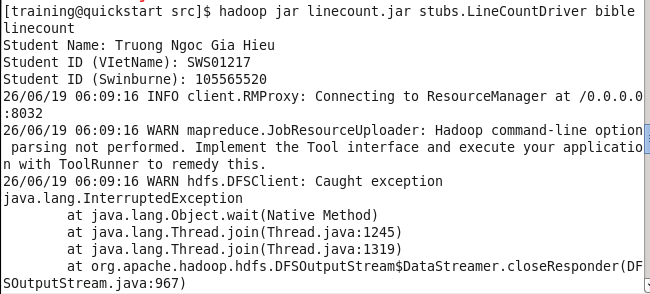 [training@quickstart src]$ hadoop jar linecount.jar stubs.LineCountDriver bible
linecount
Student Name: Truong Ngoc Gia Hieu
Student ID (VIetName): SWS01217
Student ID (Swinburne): 105565520
26/06/19 06:09:16 INFO client.RMProxy: Connecting to ResourceManager at /0.0.0.0
:8032
26/06/19 06:09:16 WARN mapreduce.JobResourceUploader: Hadoop command-line option
 parsing not performed. Implement the Tool interface and execute your applicatio
n with ToolRunner to remedy this.
26/06/19 06:09:16 WARN hdfs.DFSClient: Caught exception
java.lang.InterruptedException
        at java.lang.Object.wait(Native Method)
        at java.lang.Thread.join(Thread.java:1245)
        at java.lang.Thread.join(Thread.java:1319)
        at org.apache.hadoop.hdfs.DFSOutputStream$DataStreamer.closeResponder(DF
SOutputStream.java:967)